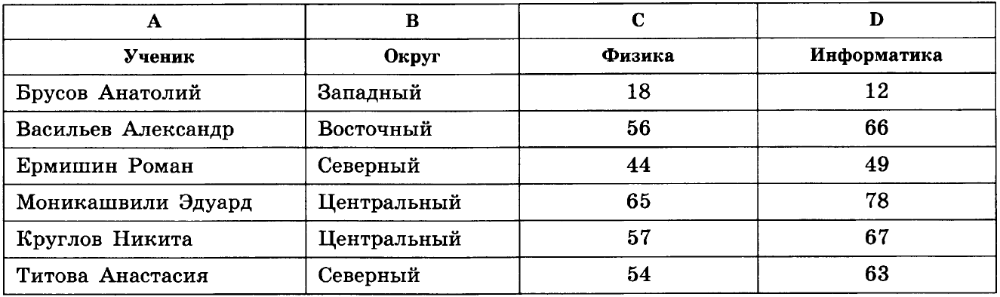 A B C D
Ученик Округ Физика Информатика
Брусов Анатолий Западный 18 12
Васильев Александр Восточный 56 66
Ермишин Роман Северный 44 49
Моникашвили Эдуард Центральный 65 78
Круглов Никита Центральный 57 67
Титова Анастасия Северный 54 63